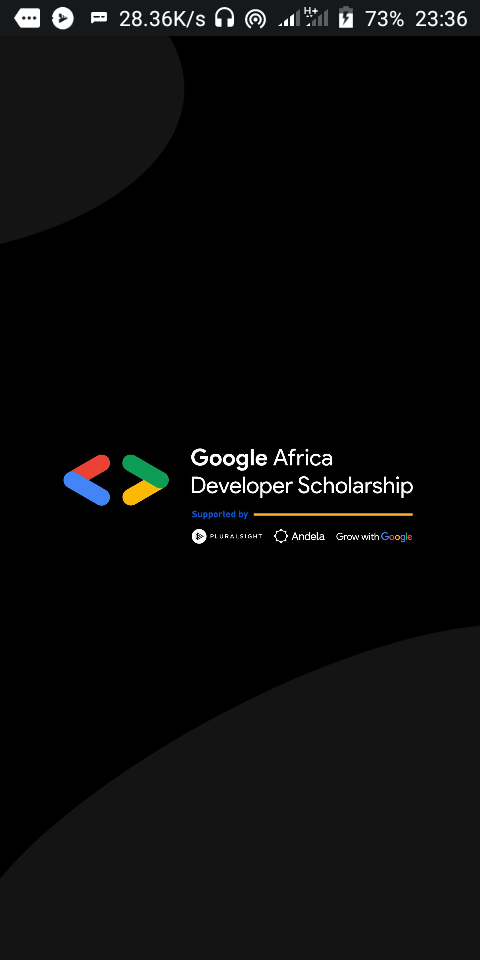 28.36K/s H+ 73% 23:36
Google Africa
Developer Scholarship
Supported by
PLURALSIGHT Andela Grow with Google